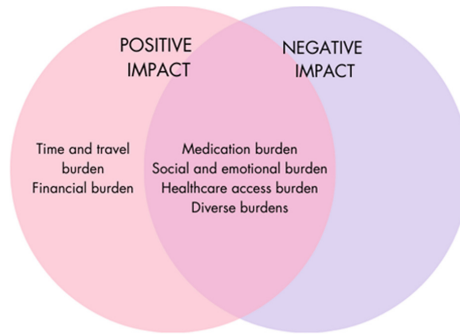 POSITIVE
IMPACT
NEGATIVE
IMPACT
Time and travel
burden
Financial burden
Medication burden
Social and emotional burden
Healthcare access burden
Diverse burdens